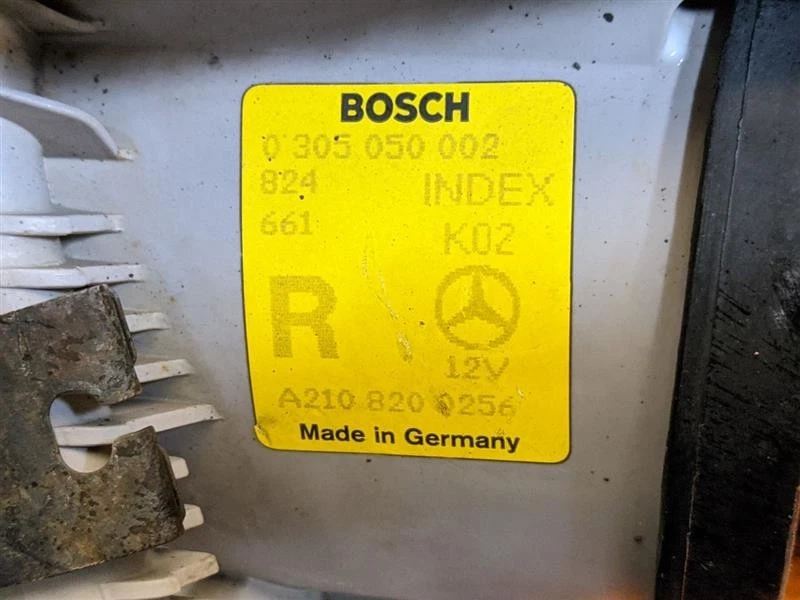 BOSCH
0 305 050 002
824 INDEX
661 K02
R
12V
A210 820 0256
Made in Germany